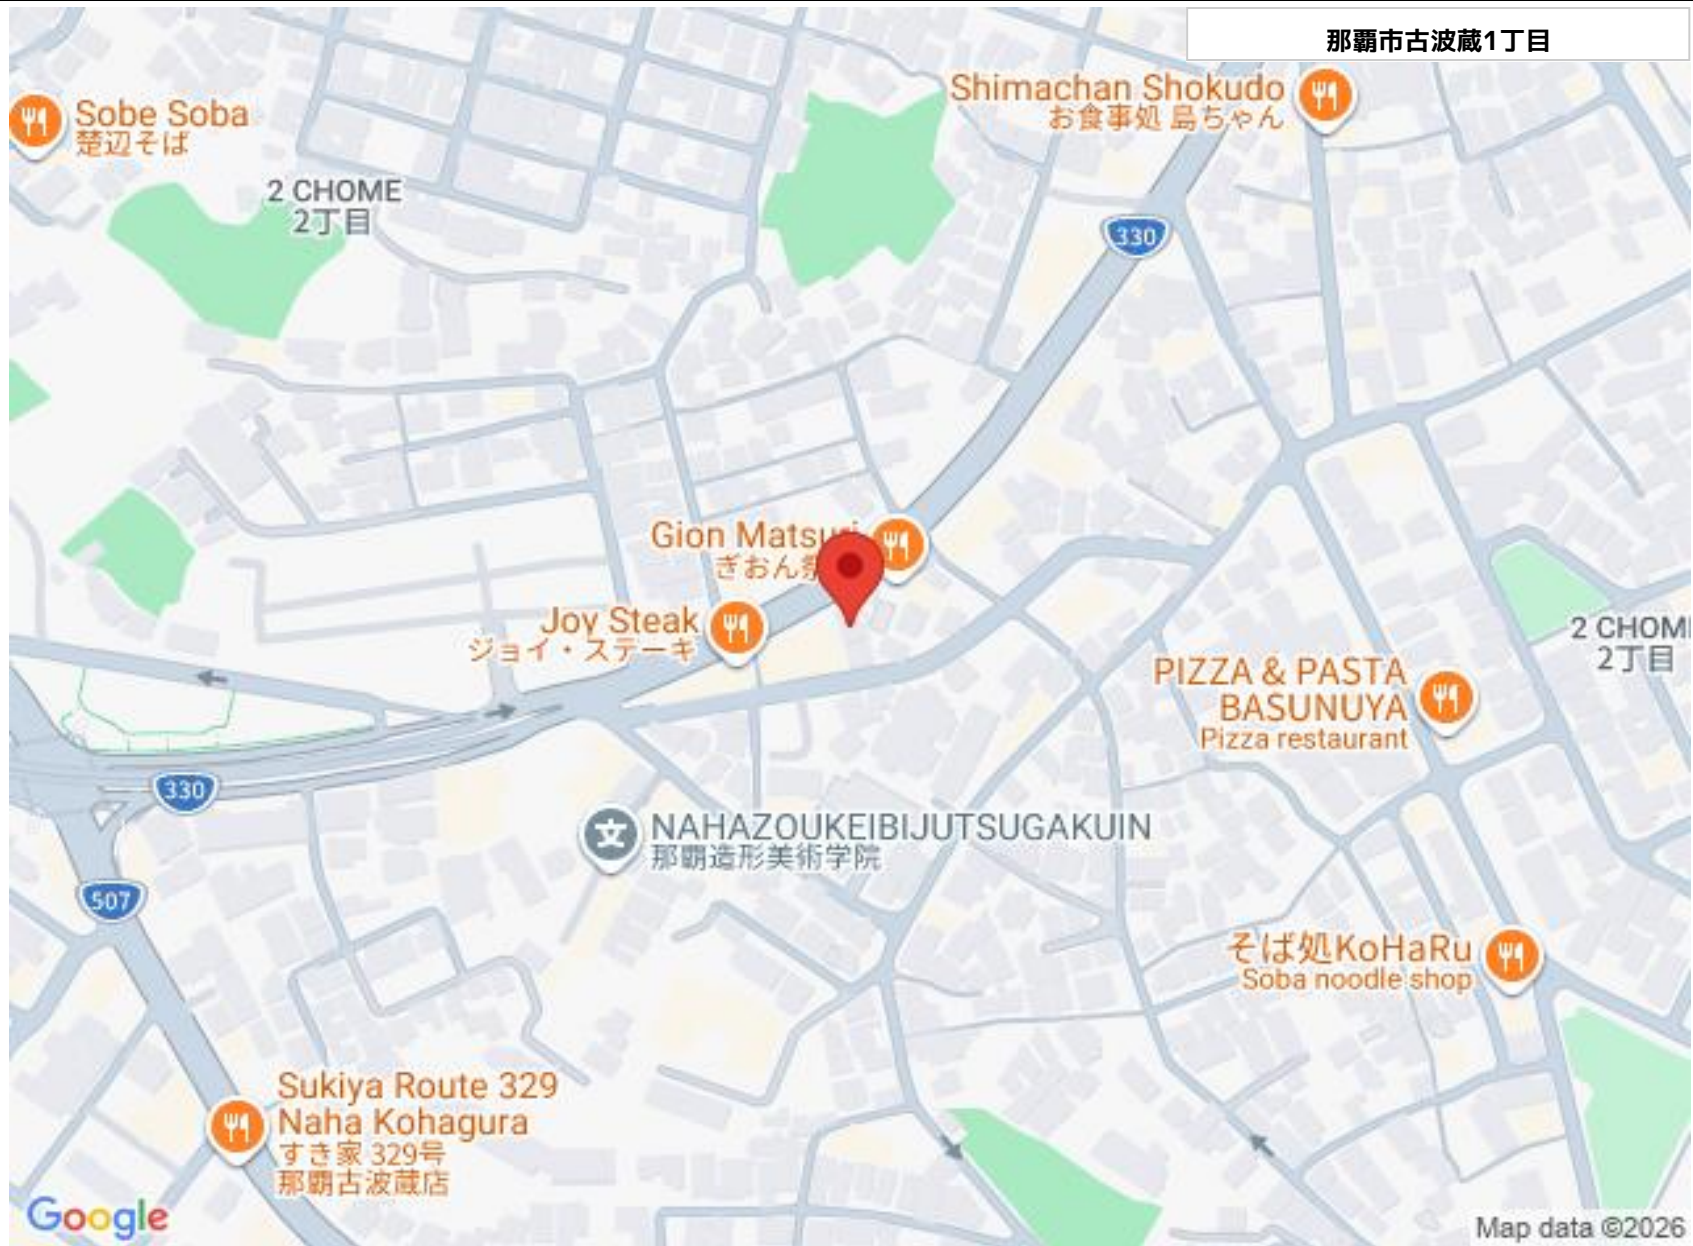 那覇市古波蔵1丁目
Shimachan Shokudo
お食事処 島ちゃん
Sobe Soba
楚辺そば
2 CHOME
2丁目
330
Gion Matsuri
ぎおん祭
Joy Steak
ジョイ・ステーキ
2 CHOM
2丁目
PIZZA & PASTA
BASUNUYA
Pizza restaurant
330
NAHAZOUKEIBIJUTSUGAKUIN
那覇造形美術学院
507
そば処KoHaRu
Soba noodle shop
Sukiya Route 329
Naha Kohagura
すき家 329号
那覇古波蔵店
Google
Map data ©2026